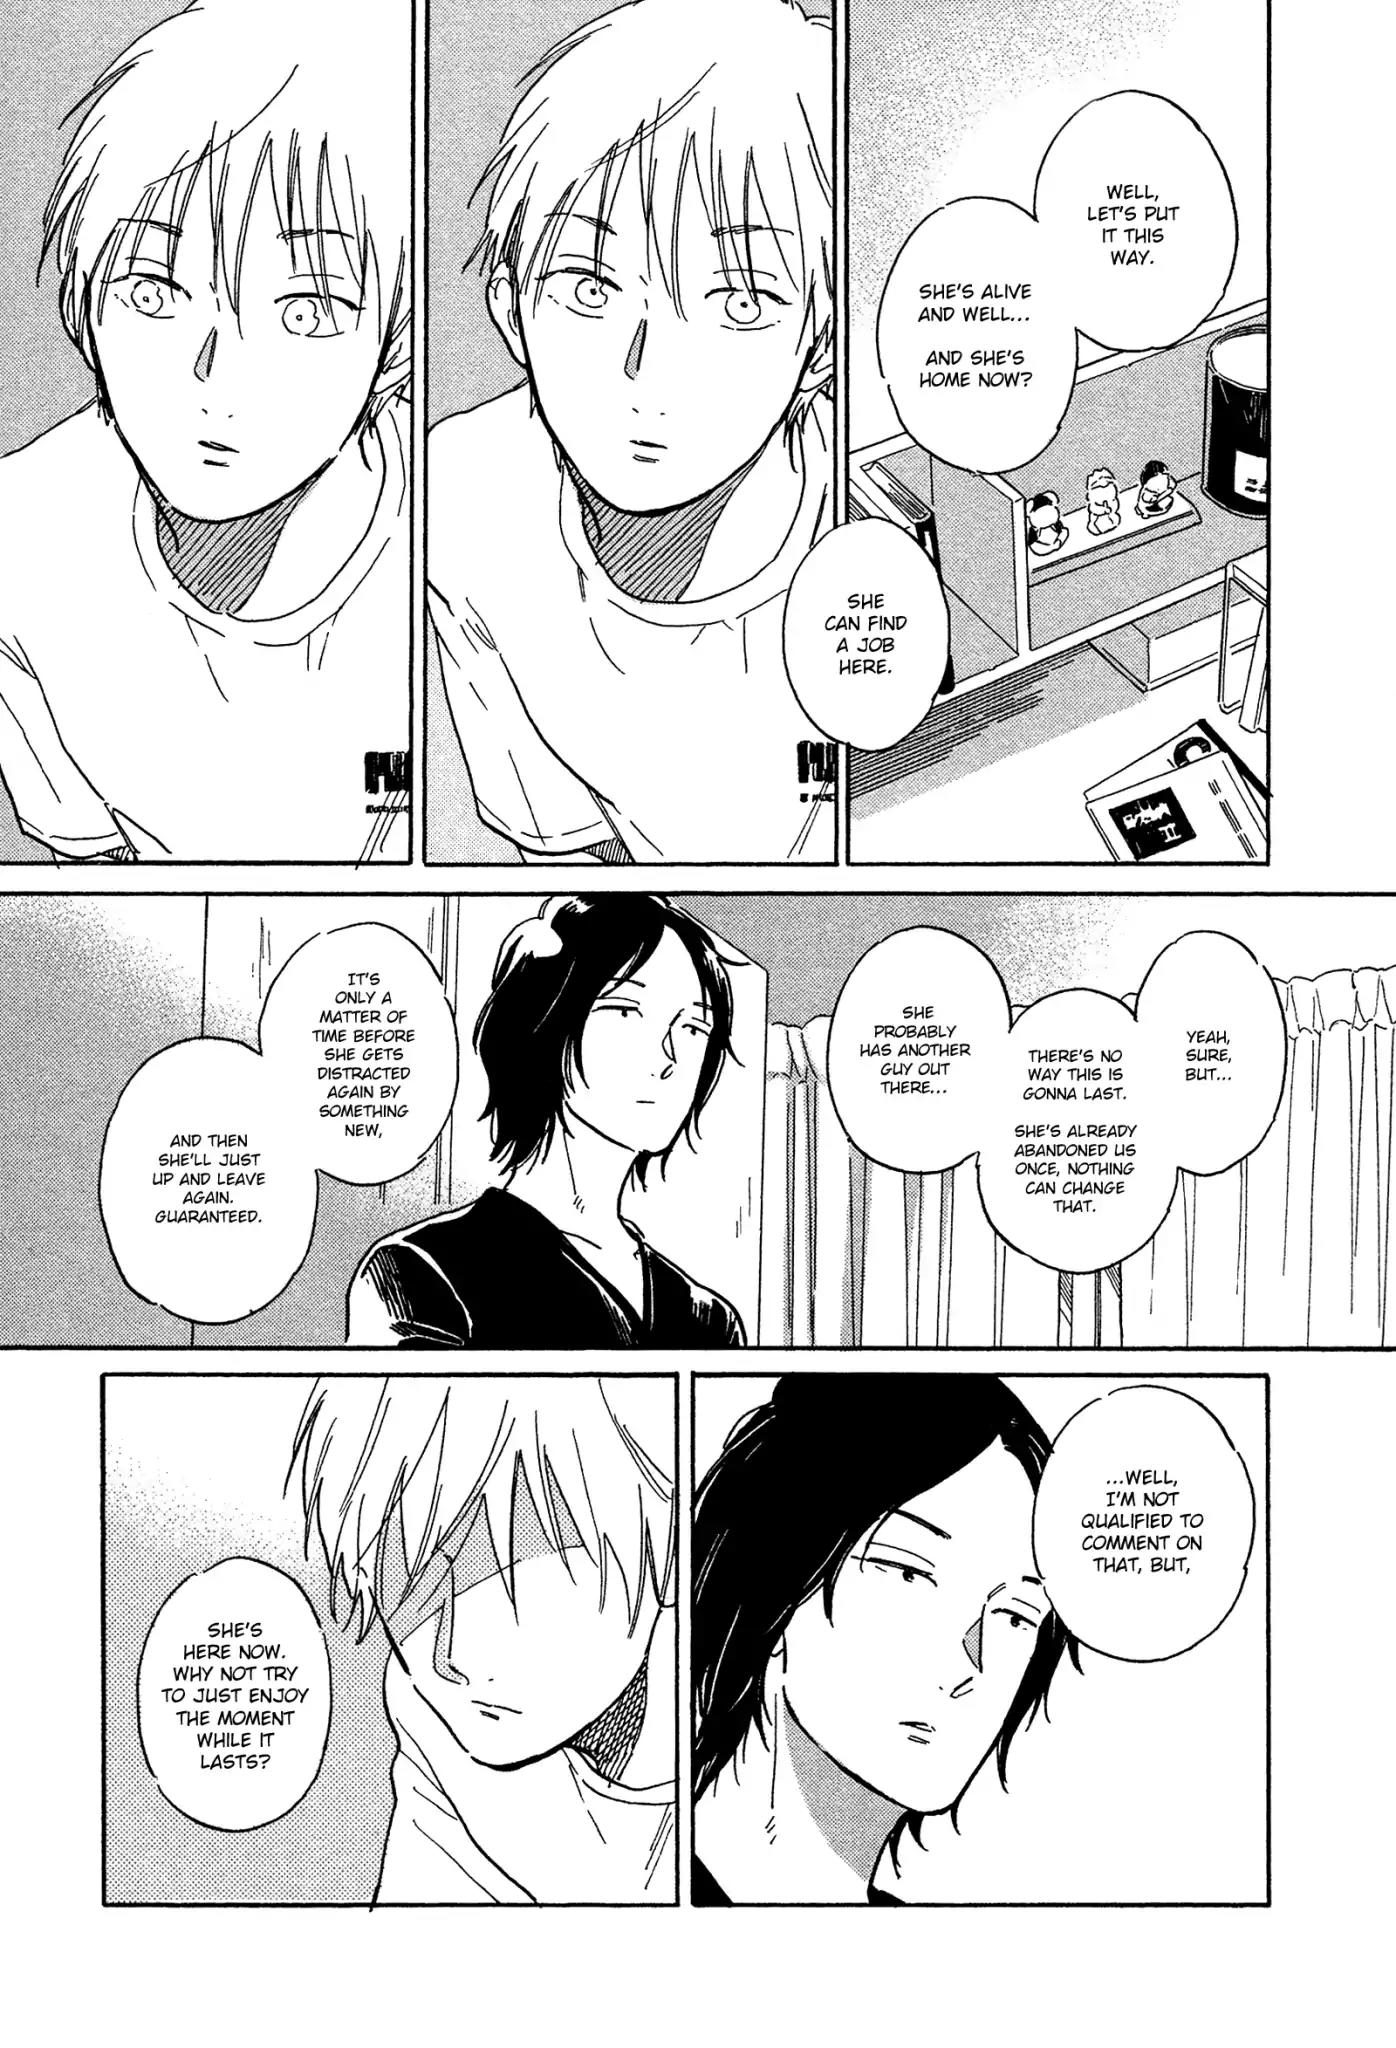 WELL,
LET'S PUT
IT THIS
WAY.
SHE'S ALIVE
AND WELL...
AND SHE'S
HOME NOW?
SHE
CAN FIND
A JOB
HERE.
YEAH,
SURE,
BUT...
THERE'S NO
WAY THIS IS
GONNA LAST.
SHE'S ALREADY
ABANDONED US
ONCE, NOTHING
CAN CHANGE
THAT.
SHE
PROBABLY
HAS ANOTHER
GUY OUT
THERE...
IT'S
ONLY A
MATTER OF
TIME BEFORE
SHE GETS
DISTRACTED
AGAIN BY
SOMETHING
NEW,
AND THEN
SHE'LL JUST
UP AND LEAVE
AGAIN.
GUARANTEED.
...WELL,
I'M NOT
QUALIFIED TO
COMMENT ON
THAT, BUT,
SHE'S
HERE NOW.
WHY NOT TRY
TO JUST ENJOY
THE MOMENT
WHILE IT
LASTS?